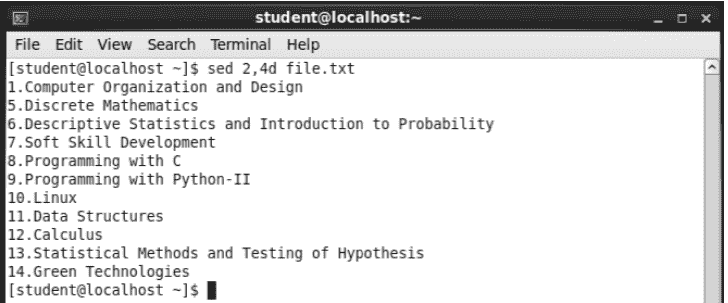 student@localhost:~
File Edit View Search Terminal Help
[student@localhost ~]$ sed 2,4d file.txt
1.Computer Organization and Design
5.Discrete Mathematics
6.Descriptive Statistics and Introduction to Probability
7.Soft Skill Development
8.Programming with C
9.Programming with Python-II
10.Linux
11.Data Structures
12.Calculus
13.Statistical Methods and Testing of Hypothesis
14.Green Technologies
[student@localhost ~]$